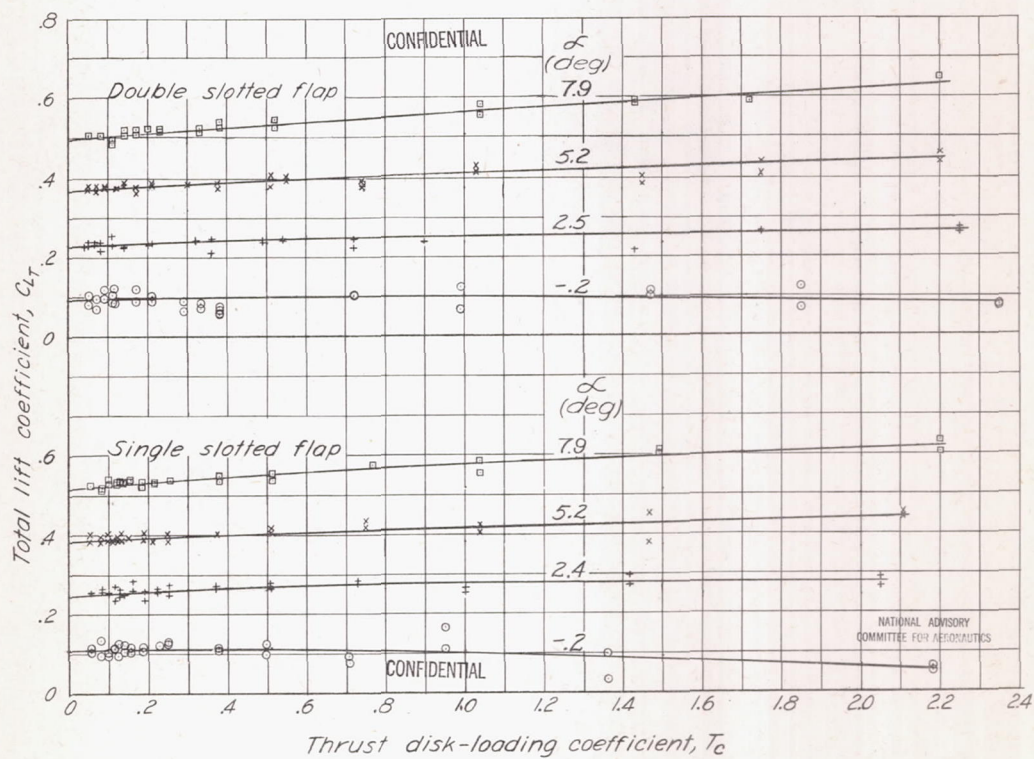 .8
CONFIDENTIAL
α
(deg)
Double slotted flap
7.9
.6
5.2
.4
2.5
.2
-.2
0
α
(deg)
Single slotted flap
7.9
.6
5.2
.4
2.4
.2
NATIONAL ADVISORY
COMMITTEE FOR AERONAUTICS
-.2
CONFIDENTIAL
0
0 .2 .4 .6 .8 1.0 1.2 1.4 1.6 1.8 2.0 2.2 2.4
Thrust disk-loading coefficient, Tc
Total lift coefficient, CLT